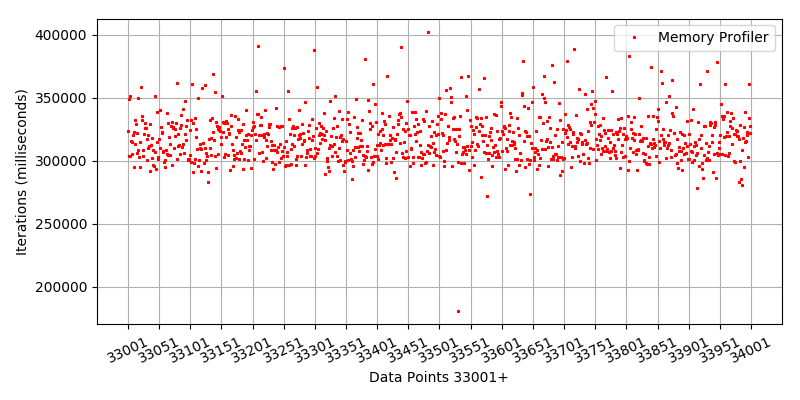 Memory Profiler
Iterations (milliseconds)
400000
350000
300000
250000
200000
33001 33051 33101 33151 33201 33251 33301 33351 33401 33451 33501 33551 33601 33651 33701 33751 33801 33851 33901 33951 34001
Data Points 33001+